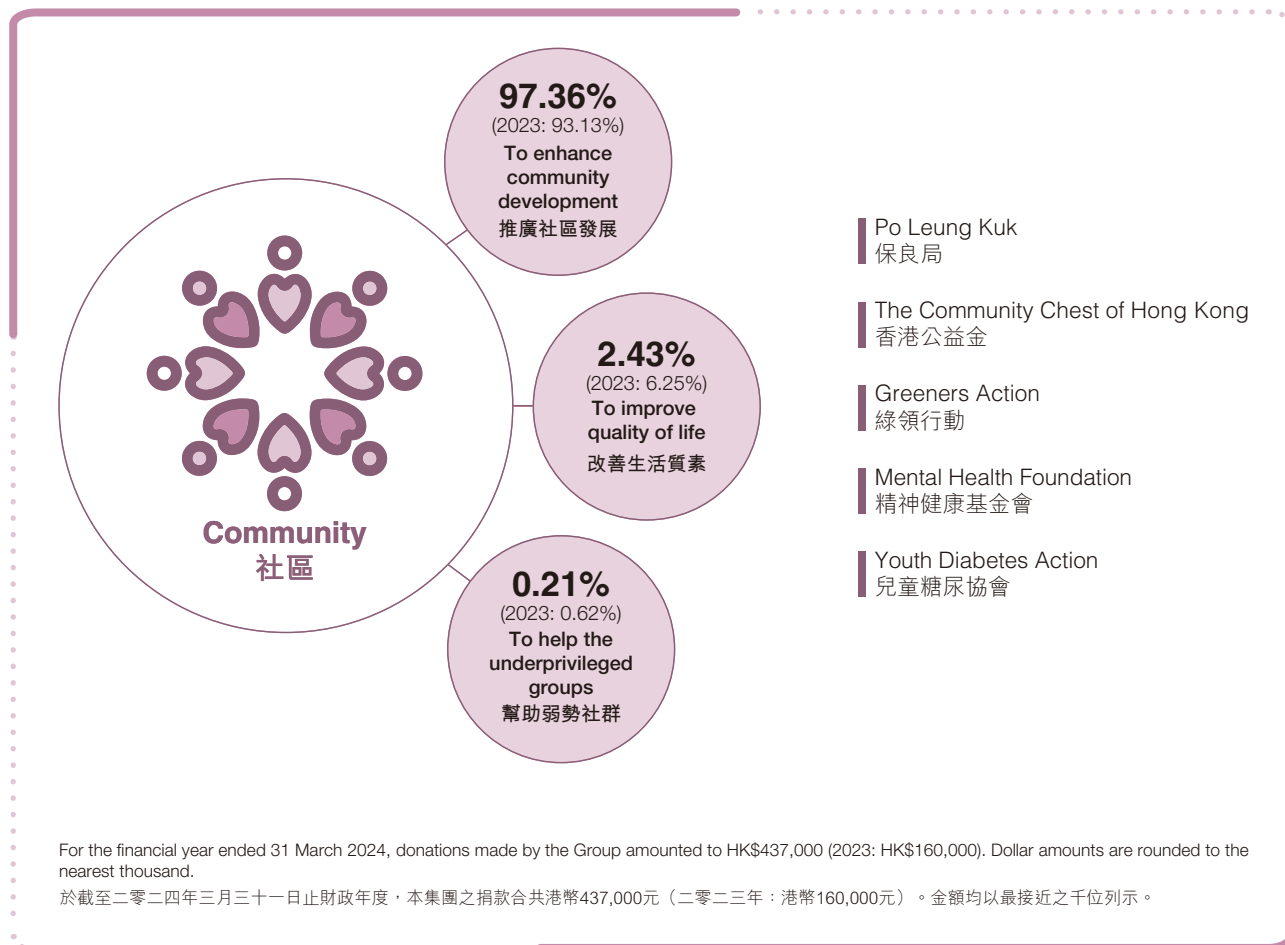 97.36%
(2023: 93.13%)
To enhance
community
development
推廣社區發展
2.43%
(2023: 6.25%)
To improve
quality of life
改善生活質素
0.21%
(2023: 0.62%)
To help the
underprivileged
groups
幫助弱勢社群
Community
社區
Po Leung Kuk
保良局
The Community Chest of Hong Kong
香港公益金
Greeners Action
綠領行動
Mental Health Foundation
精神健康基金會
Youth Diabetes Action
兒童糖尿協會
For the financial year ended 31 March 2024, donations made by the Group amounted to HK$437,000 (2023: HK$160,000). Dollar amounts are rounded to the
nearest thousand.
於截至二零二四年三月三十一日止財政年度，本集團之捐款合共港幣437,000元（二零二三年：港幣160,000元）。金額均以最接近之千位列示。